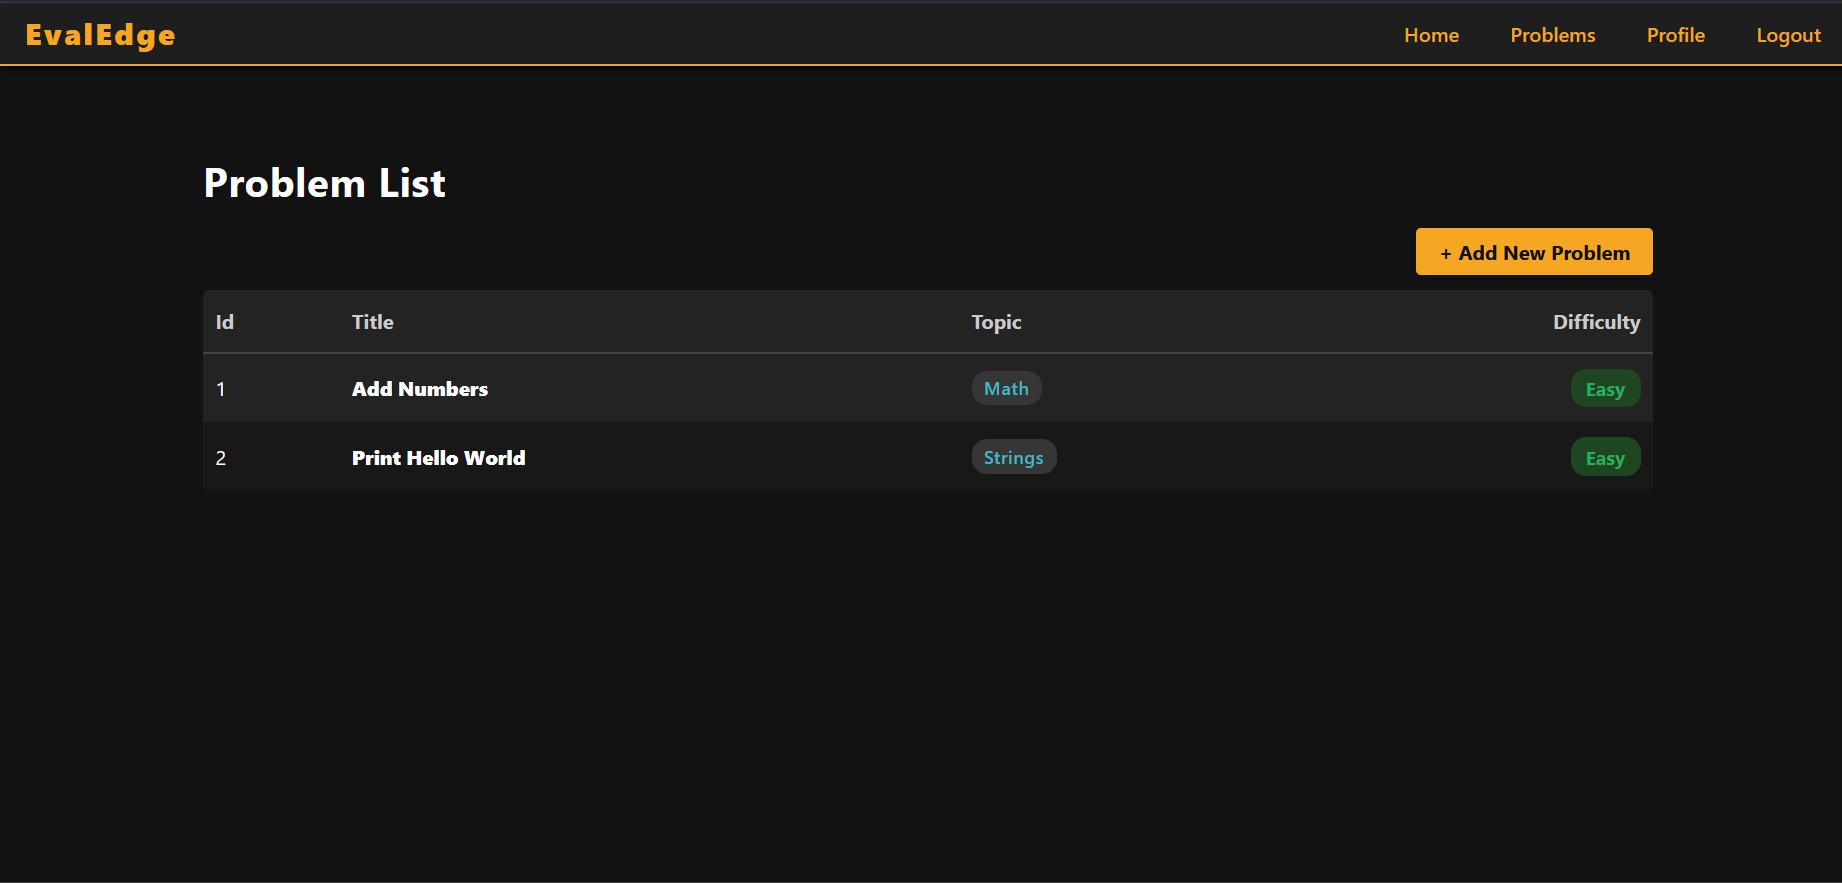 EvalEdge Home Problems Profile Logout
Problem List
+ Add New Problem
Id Title Topic Difficulty
1 Add Numbers Math Easy
2 Print Hello World Strings Easy